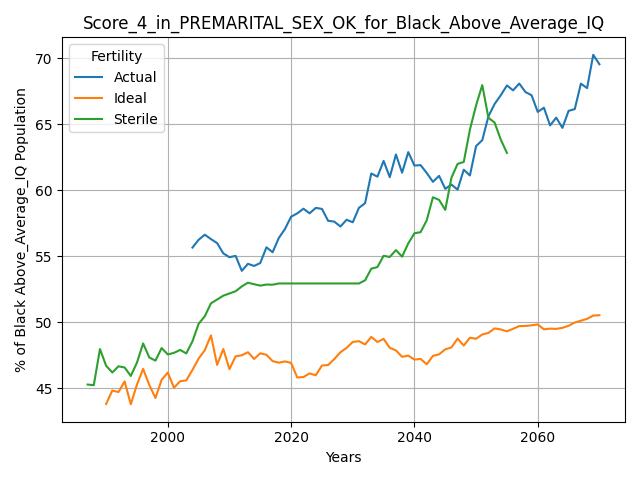 Score_4_in_PREMARITAL_SEX_OK_for_Black_Above_Average_IQ
Fertility
Actual
Ideal
Sterile
% of Black Above_Average_IQ Population
70
65
60
55
50
45
2000
2020
2040
2060
Years